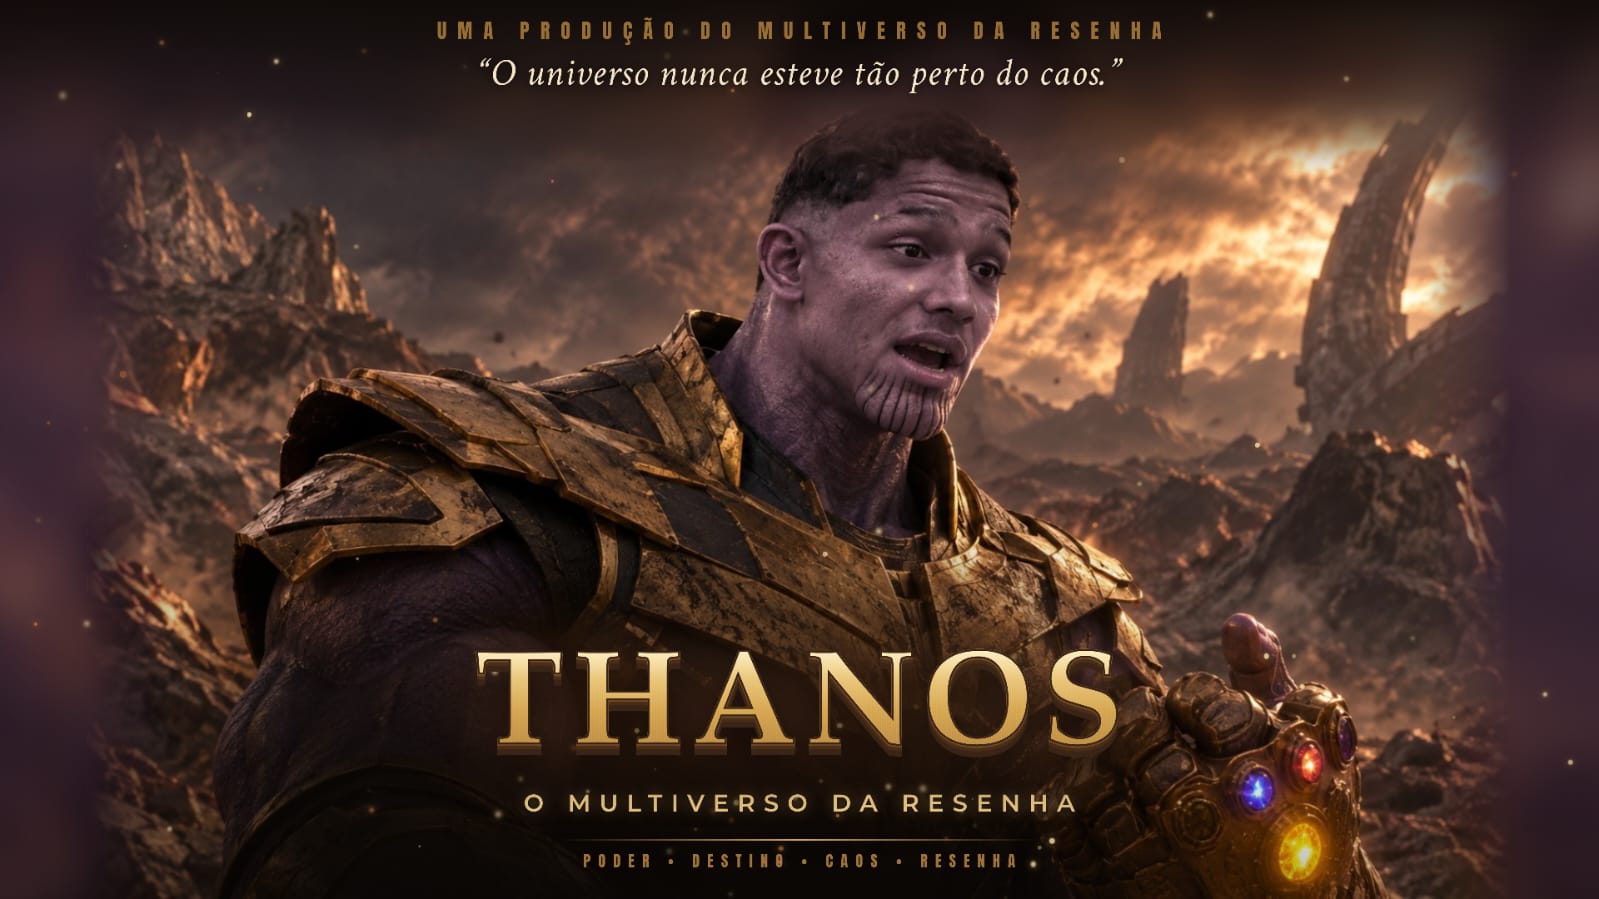 UMA PRODUÇÃO DO MULTIVERSO DA RESENHA
“O universo nunca esteve tão perto do caos.”
THANOS
O MULTIVERSO DA RESENHA
PODER • DESTINO • CAOS • RESENHA